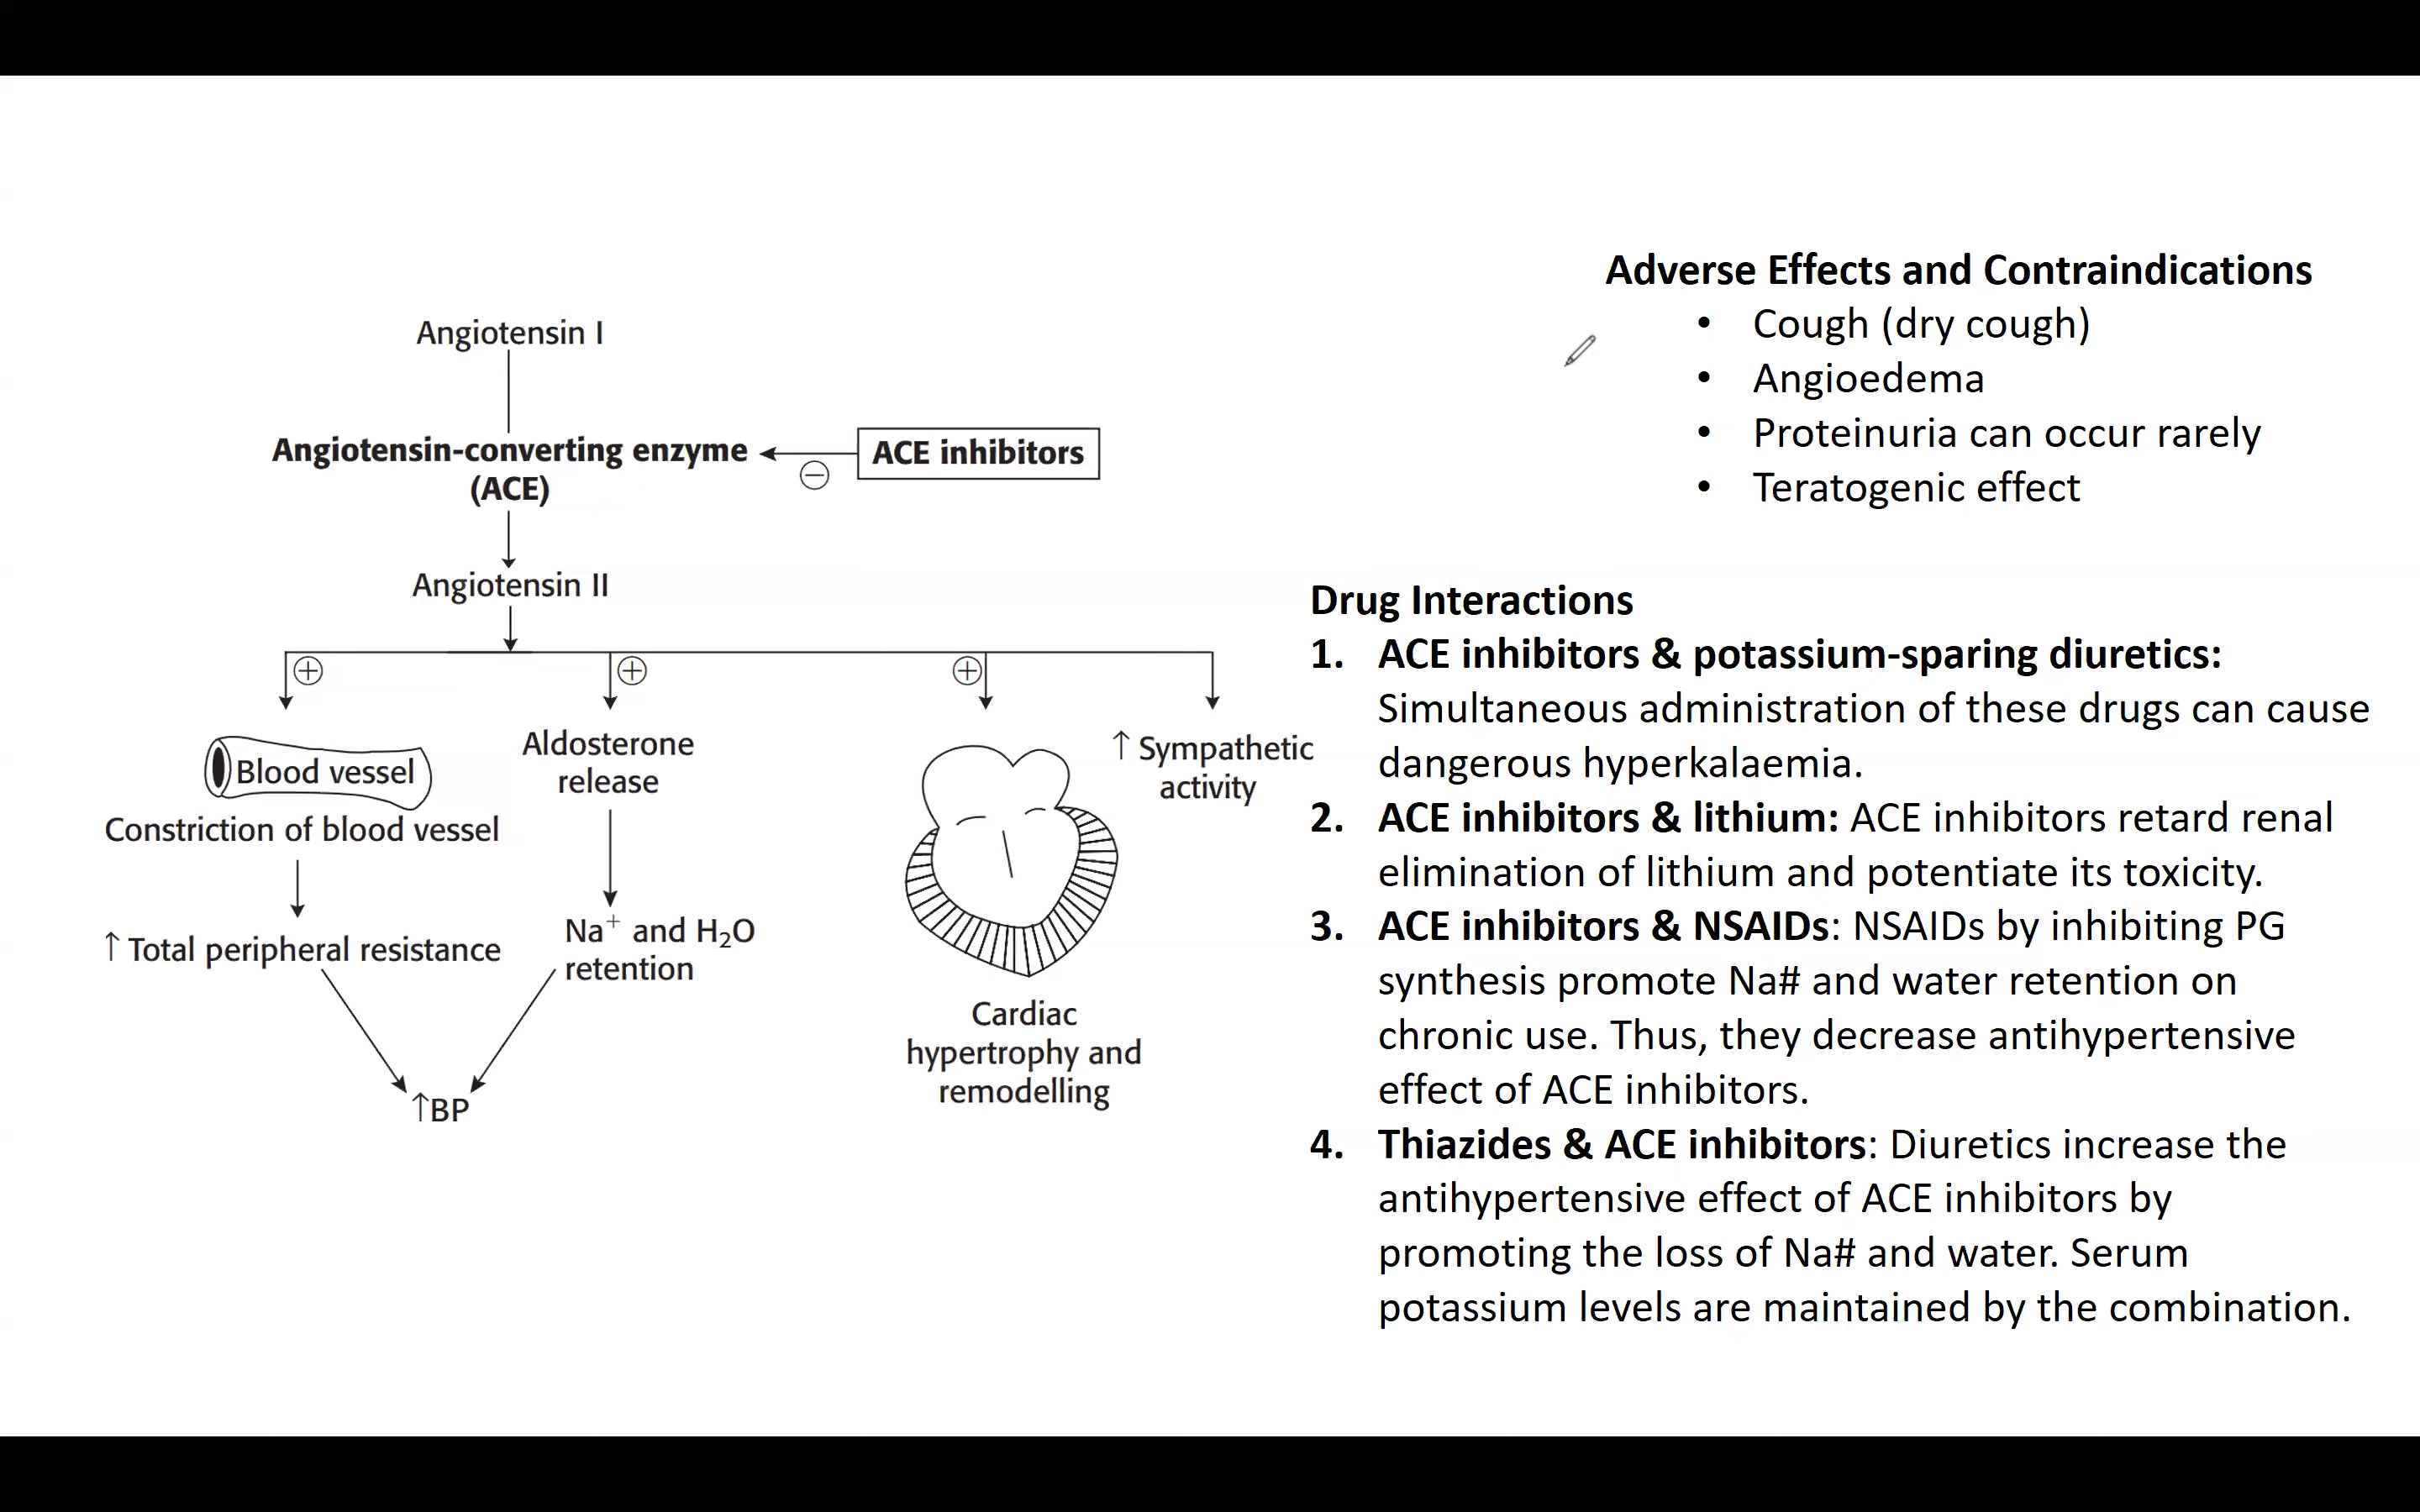 Angiotensin I
Angiotensin-converting enzyme
(ACE)
ACE inhibitors
−
Angiotensin II
+
+
+
Blood vessel
Constriction of blood vessel
↑ Total peripheral resistance
Aldosterone
release
Na⁺ and H₂O
retention
↑BP
Cardiac
hypertrophy and
remodelling
↑ Sympathetic
activity
Adverse Effects and Contraindications
• Cough (dry cough)
• Angioedema
• Proteinuria can occur rarely
• Teratogenic effect
Drug Interactions
1. ACE inhibitors & potassium-sparing diuretics:
Simultaneous administration of these drugs can cause
dangerous hyperkalaemia.
2. ACE inhibitors & lithium: ACE inhibitors retard renal
elimination of lithium and potentiate its toxicity.
3. ACE inhibitors & NSAIDs: NSAIDs by inhibiting PG
synthesis promote Na# and water retention on
chronic use. Thus, they decrease antihypertensive
effect of ACE inhibitors.
4. Thiazides & ACE inhibitors: Diuretics increase the
antihypertensive effect of ACE inhibitors by
promoting the loss of Na# and water. Serum
potassium levels are maintained by the combination.